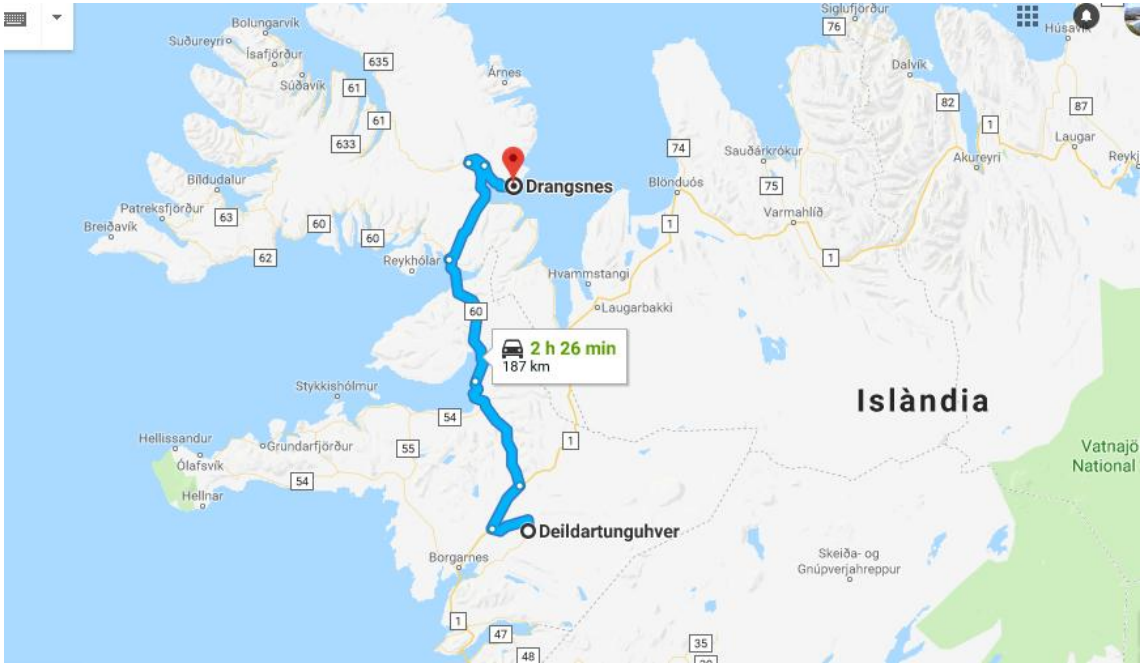 Bolungarvík
Suðureyri
Ísafjörður
Súðavík
635
61
61
633
Árnes
Siglufjörður
76
Húsavík
Dalvík
82
87
1
Laugar
Akureyri
74
Sauðárkrókur
75
Blönduós
Varmahlíð
1
1
Drangsnes
Bíldudalur
Patreksfjörður
63
Breiðavík
60
60
62
Reykhólar
Hvammstangi
Laugarbakki
60
2 h 26 min
187 km
Islàndia
Stykkishólmur
54
1
Hellissandur
Grundarfjörður
55
Ólafsvík
54
Hellnar
Vatnajö
National
Deildartunguhver
Borgarnes
Skeiða- og
Gnúpverjahreppur
1
47
48
35